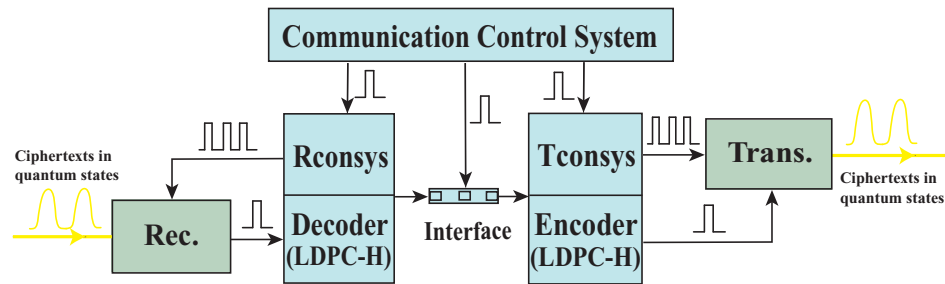 Communication Control System
Ciphertexts in
quantum states
Rec.
Rconsys
Decoder
(LDPC-H)
Interface
Tconsys
Encoder
(LDPC-H)
Trans.
Ciphertexts in
quantum states